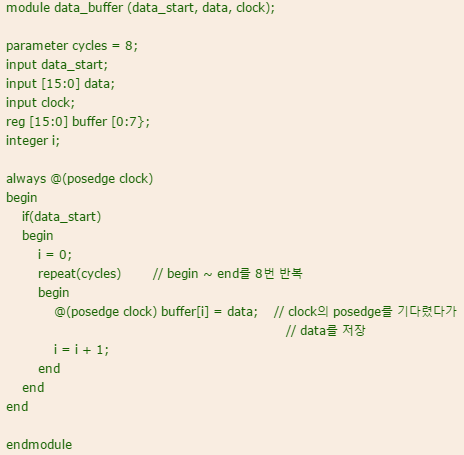 module data_buffer (data_start, data, clock);
parameter cycles = 8;
input data_start;
input [15:0] data;
input clock;
reg [15:0] buffer [0:7};
integer i;
always @(posedge clock)
begin
if(data_start)
begin
i = 0;
repeat(cycles) // begin ~ end를 8번 반복
begin
@(posedge clock) buffer[i] = data; // clock의 posedge를 기다렸다가
// data를 저장
i = i + 1;
end
end
end
endmodule